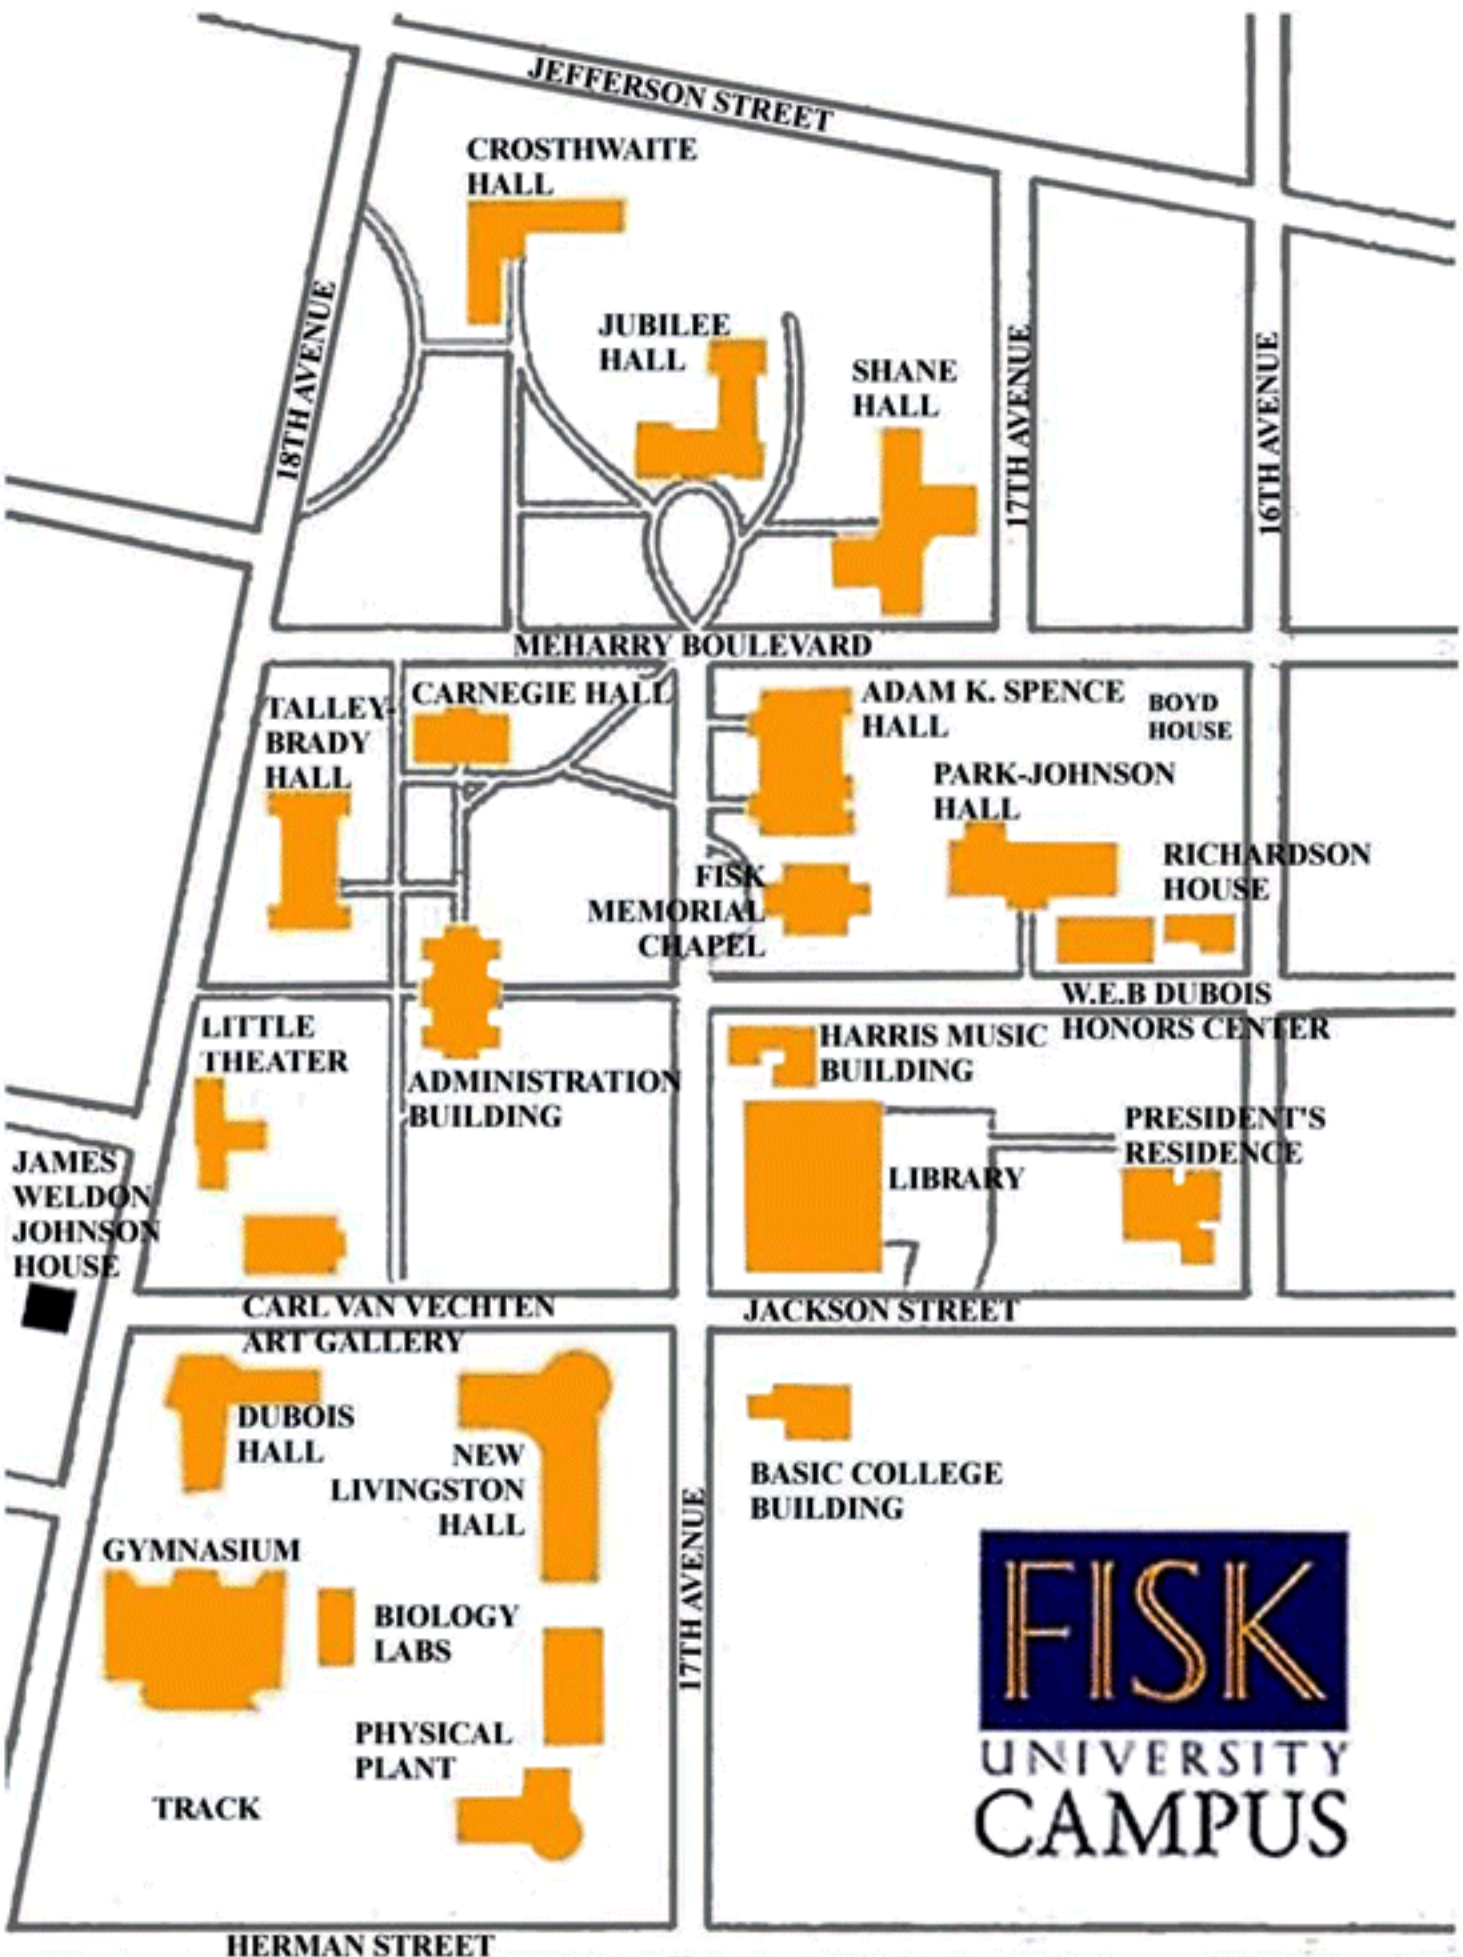 JEFFERSON STREET
CROSTHWAITE
HALL
18TH AVENUE
JUBILEE
HALL
SHANE
HALL
17TH AVENUE
16TH AVENUE
MEHARRY BOULEVARD
TALLEY-
BRADY
HALL
CARNEGIE HALL
ADAM K. SPENCE
HALL
BOYD
HOUSE
PARK-JOHNSON
HALL
RICHARDSON
HOUSE
FISK
MEMORIAL
CHAPEL
W.E.B DUBOIS
HONORS CENTER
LITTLE
THEATER
ADMINISTRATION
BUILDING
HARRIS MUSIC
BUILDING
PRESIDENT'S
RESIDENCE
LIBRARY
JAMES
WELDON
JOHNSON
HOUSE
CARL VAN VECHTEN
ART GALLERY
JACKSON STREET
DUBOIS
HALL
NEW
LIVINGSTON
HALL
BASIC COLLEGE
BUILDING
17TH AVENUE
GYMNASIUM
BIOLOGY
LABS
PHYSICAL
PLANT
TRACK
FISK
UNIVERSITY
CAMPUS
HERMAN STREET